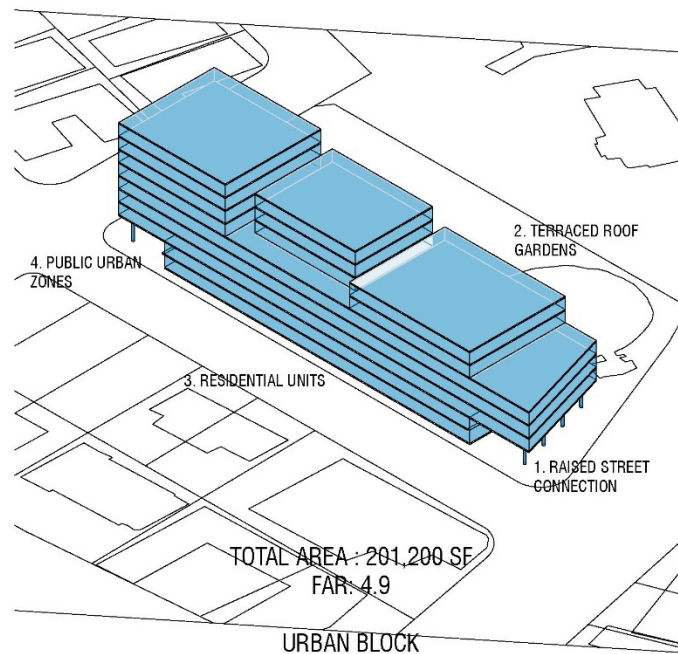 2. TERRACED ROOF
GARDENS
4. PUBLIC URBAN
ZONES
3. RESIDENTIAL UNITS
1. RAISED STREET
CONNECTION
TOTAL AREA : 201,200 SF
FAR: 4.9
URBAN BLOCK